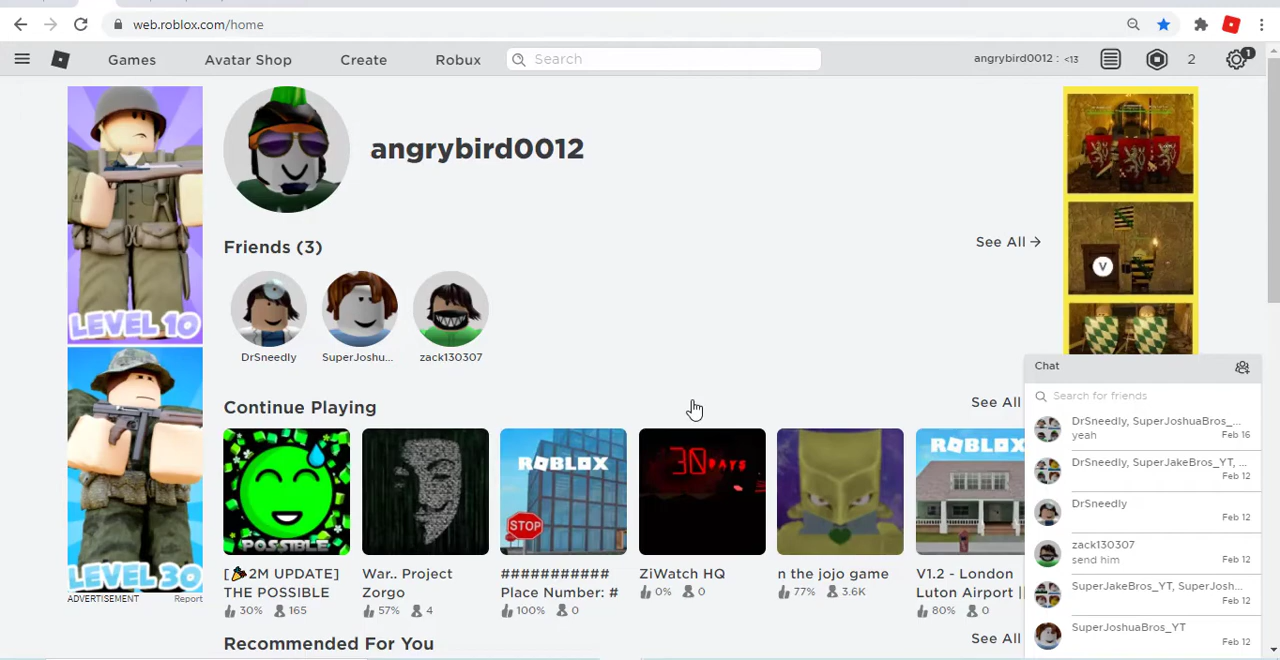 web.roblox.com/home
Games Avatar Shop Create Robux Search angrybird0012 : <13 2 1
angrybird0012
Friends (3) See All →
DrSneedly SuperJoshu... zack130307
LEVEL 10
LEVEL 30
ADVERTISEMENT Report
V
Continue Playing See All
POSSIBLE
ROBLOX
STOP
30 DAYS
ROBLOX
[🎉2M UPDATE] THE POSSIBLE
30% 165
War.. Project Zorgo
57% 4
########### Place Number: #
100% 0
ZiWatch HQ
0% 0
n the jojo game
77% 3.6K
V1.2 - London Luton Airport ||
80% 0
Recommended For You See All
Chat
Search for friends
DrSneedly, SuperJoshuaBros_...
yeah Feb 16
DrSneedly, SuperJakeBros_YT, ...
Feb 12
DrSneedly
Feb 12
zack130307
send him Feb 12
SuperJakeBros_YT, SuperJosh...
Feb 12
SuperJoshuaBros_YT
Feb 12